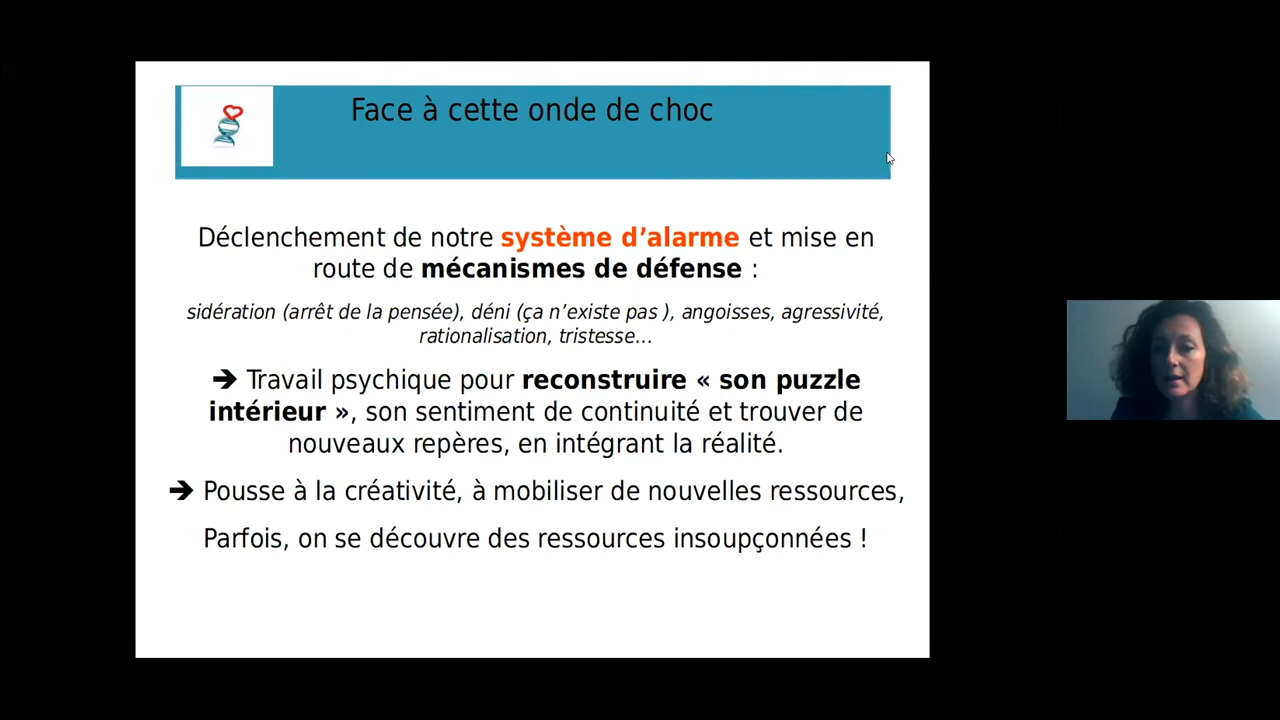 Face à cette onde de choc
Déclenchement de notre système d’alarme et mise en
route de mécanismes de défense :
sidération (arrêt de la pensée), déni (ça n’existe pas ), angoisses, agressivité,
rationalisation, tristesse…
➔ Travail psychique pour reconstruire « son puzzle
intérieur », son sentiment de continuité et trouver de
nouveaux repères, en intégrant la réalité.
➔ Pousse à la créativité, à mobiliser de nouvelles ressources,
Parfois, on se découvre des ressources insoupçonnées !